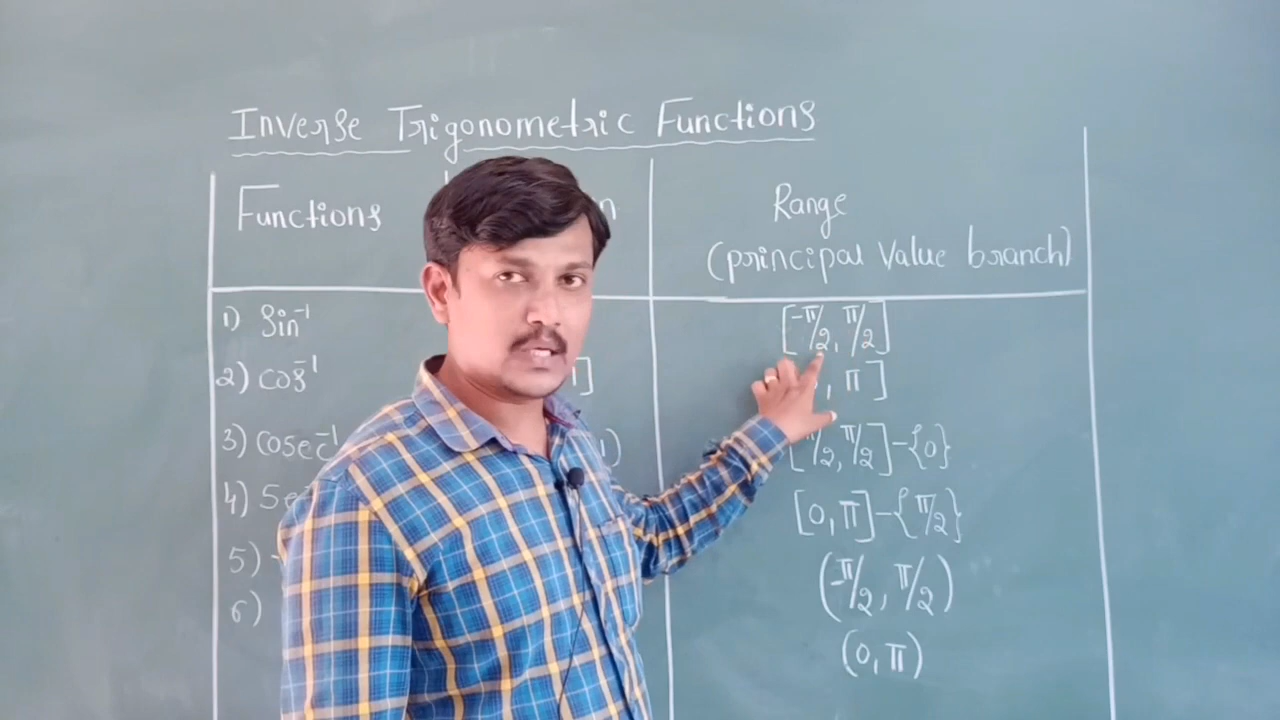 Inverse Trigonometric Functions
Functions Range
(principal value branch)
1) Sin⁻¹ [-π/2, π/2]
2) cos⁻¹ , π]
3) cosec⁻¹ π/2, π/2]-{0}
4) Se [0, π]-{π/2}
5) (-π/2, π/2)
6) (0, π)